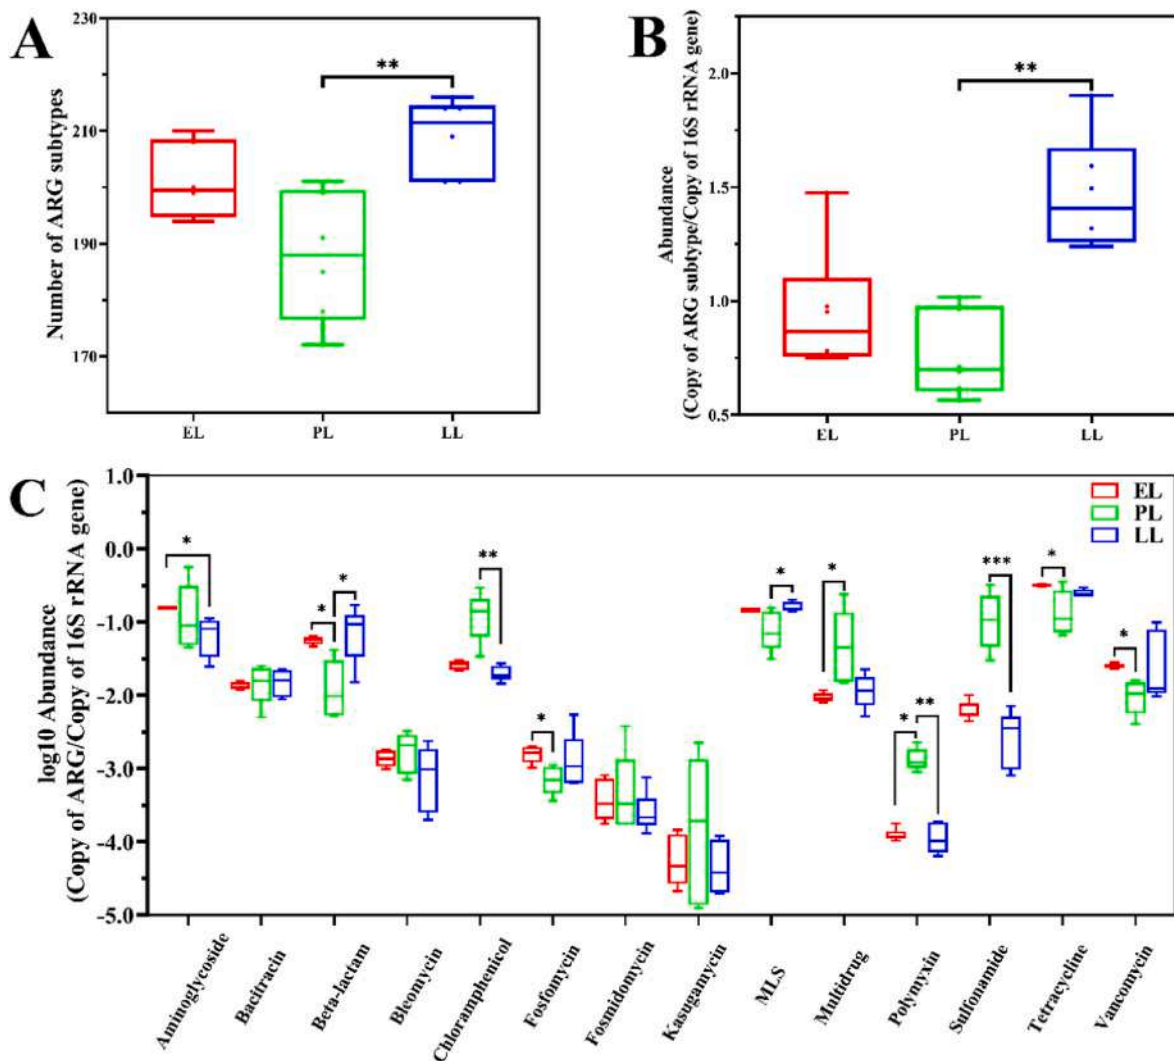 A
Number of ARG subtypes
230
210
190
170
**
EL
PL
LL
B
Abundance
(Copy of ARG subtype/Copy of 16S rRNA gene)
2.0
1.5
1.0
0.5
**
EL
PL
LL
C
log10 Abundance
(Copy of ARG/Copy of 16S rRNA gene)
1.0
0.0
-1.0
-2.0
-3.0
-4.0
-5.0
EL
PL
LL
*
*
*
**
*
*
*
*
**
***
*
*
Aminoglycoside
Bacitracin
Beta-lactam
Bleomycin
Chloramphenicol
Fosfomycin
Fosmidomycin
Kasugamycin
MLS
Multidrug
Polymyxin
Sulfonamide
Tetracycline
Vancomycin